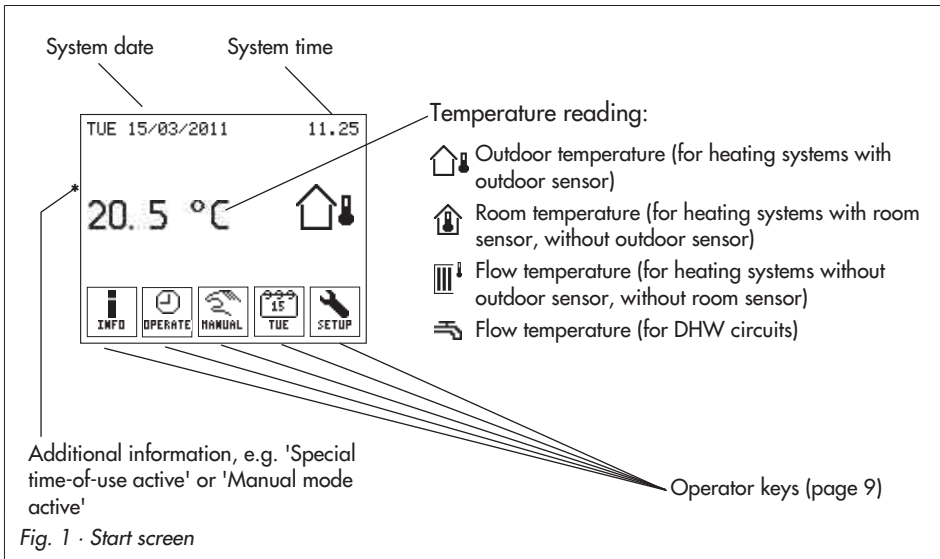 System date
System time
TUE 15/03/2011
11.25
Temperature reading:
Outdoor temperature (for heating systems with
outdoor sensor)
*
20. 5 °C
Room temperature (for heating systems with room
sensor, without outdoor sensor)
Flow temperature (for heating systems without
outdoor sensor, without room sensor)
15
INFO
OPERATE
MANUAL
TUE
SETUP
Flow temperature (for DHW circuits)
Additional information, e.g. 'Special
time-of-use active' or 'Manual mode
active'
Operator keys (page 9)
Fig. 1 · Start screen